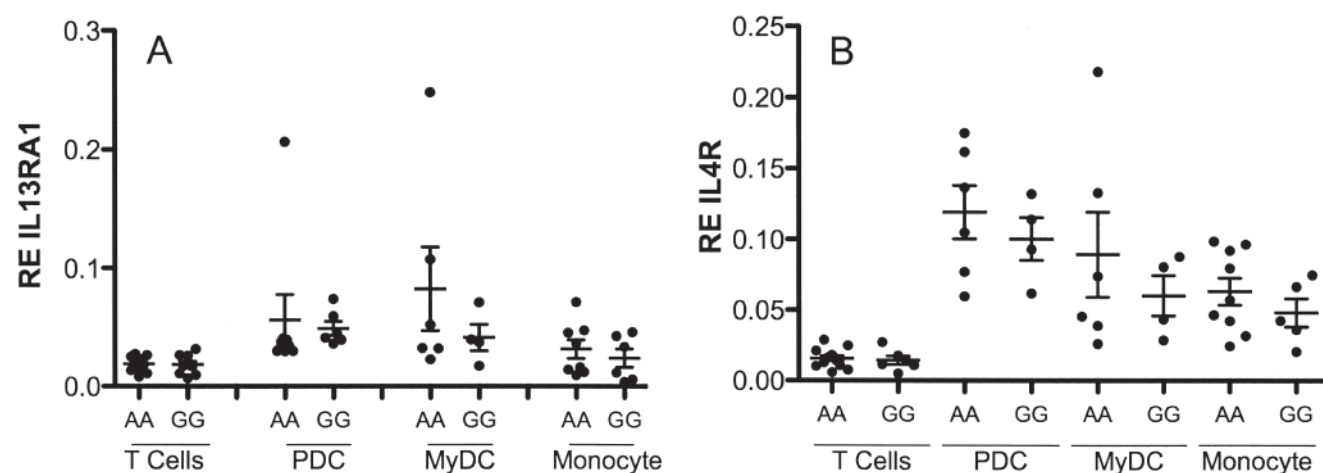 A
RE IL13RA1
0.3
0.2
0.1
0.0
AA GG AA GG AA GG AA GG
T Cells PDC MyDC Monocyte
B
RE IL4R
0.25
0.20
0.15
0.10
0.05
0.00
AA GG AA GG AA GG AA GG
T Cells PDC MyDC Monocyte